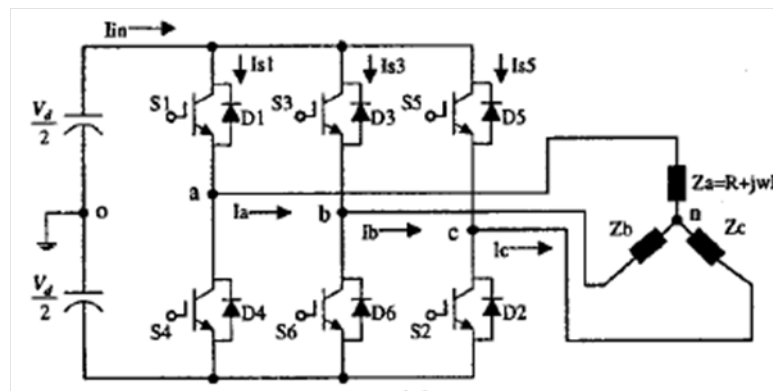 Iin
Is1
Is3
Is5
S1
D1
S3
D3
S5
D5
Vd
2
a
Za=R+jwl
o
Ia
b
Ib
n
c
Zb
Zc
Ic
Vd
2
S4
D4
S6
D6
S2
D2